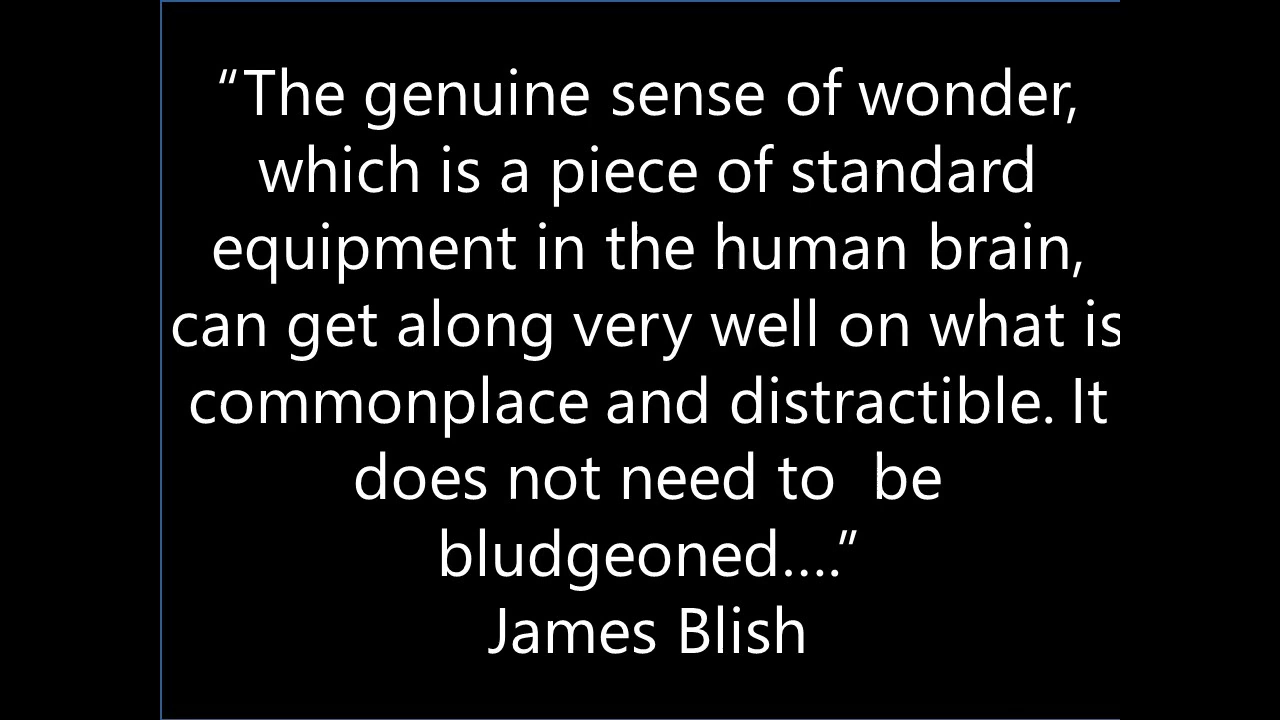 “The genuine sense of wonder,
which is a piece of standard
equipment in the human brain,
can get along very well on what is
commonplace and distractible. It
does not need to  be
bludgeoned….”
James Blish